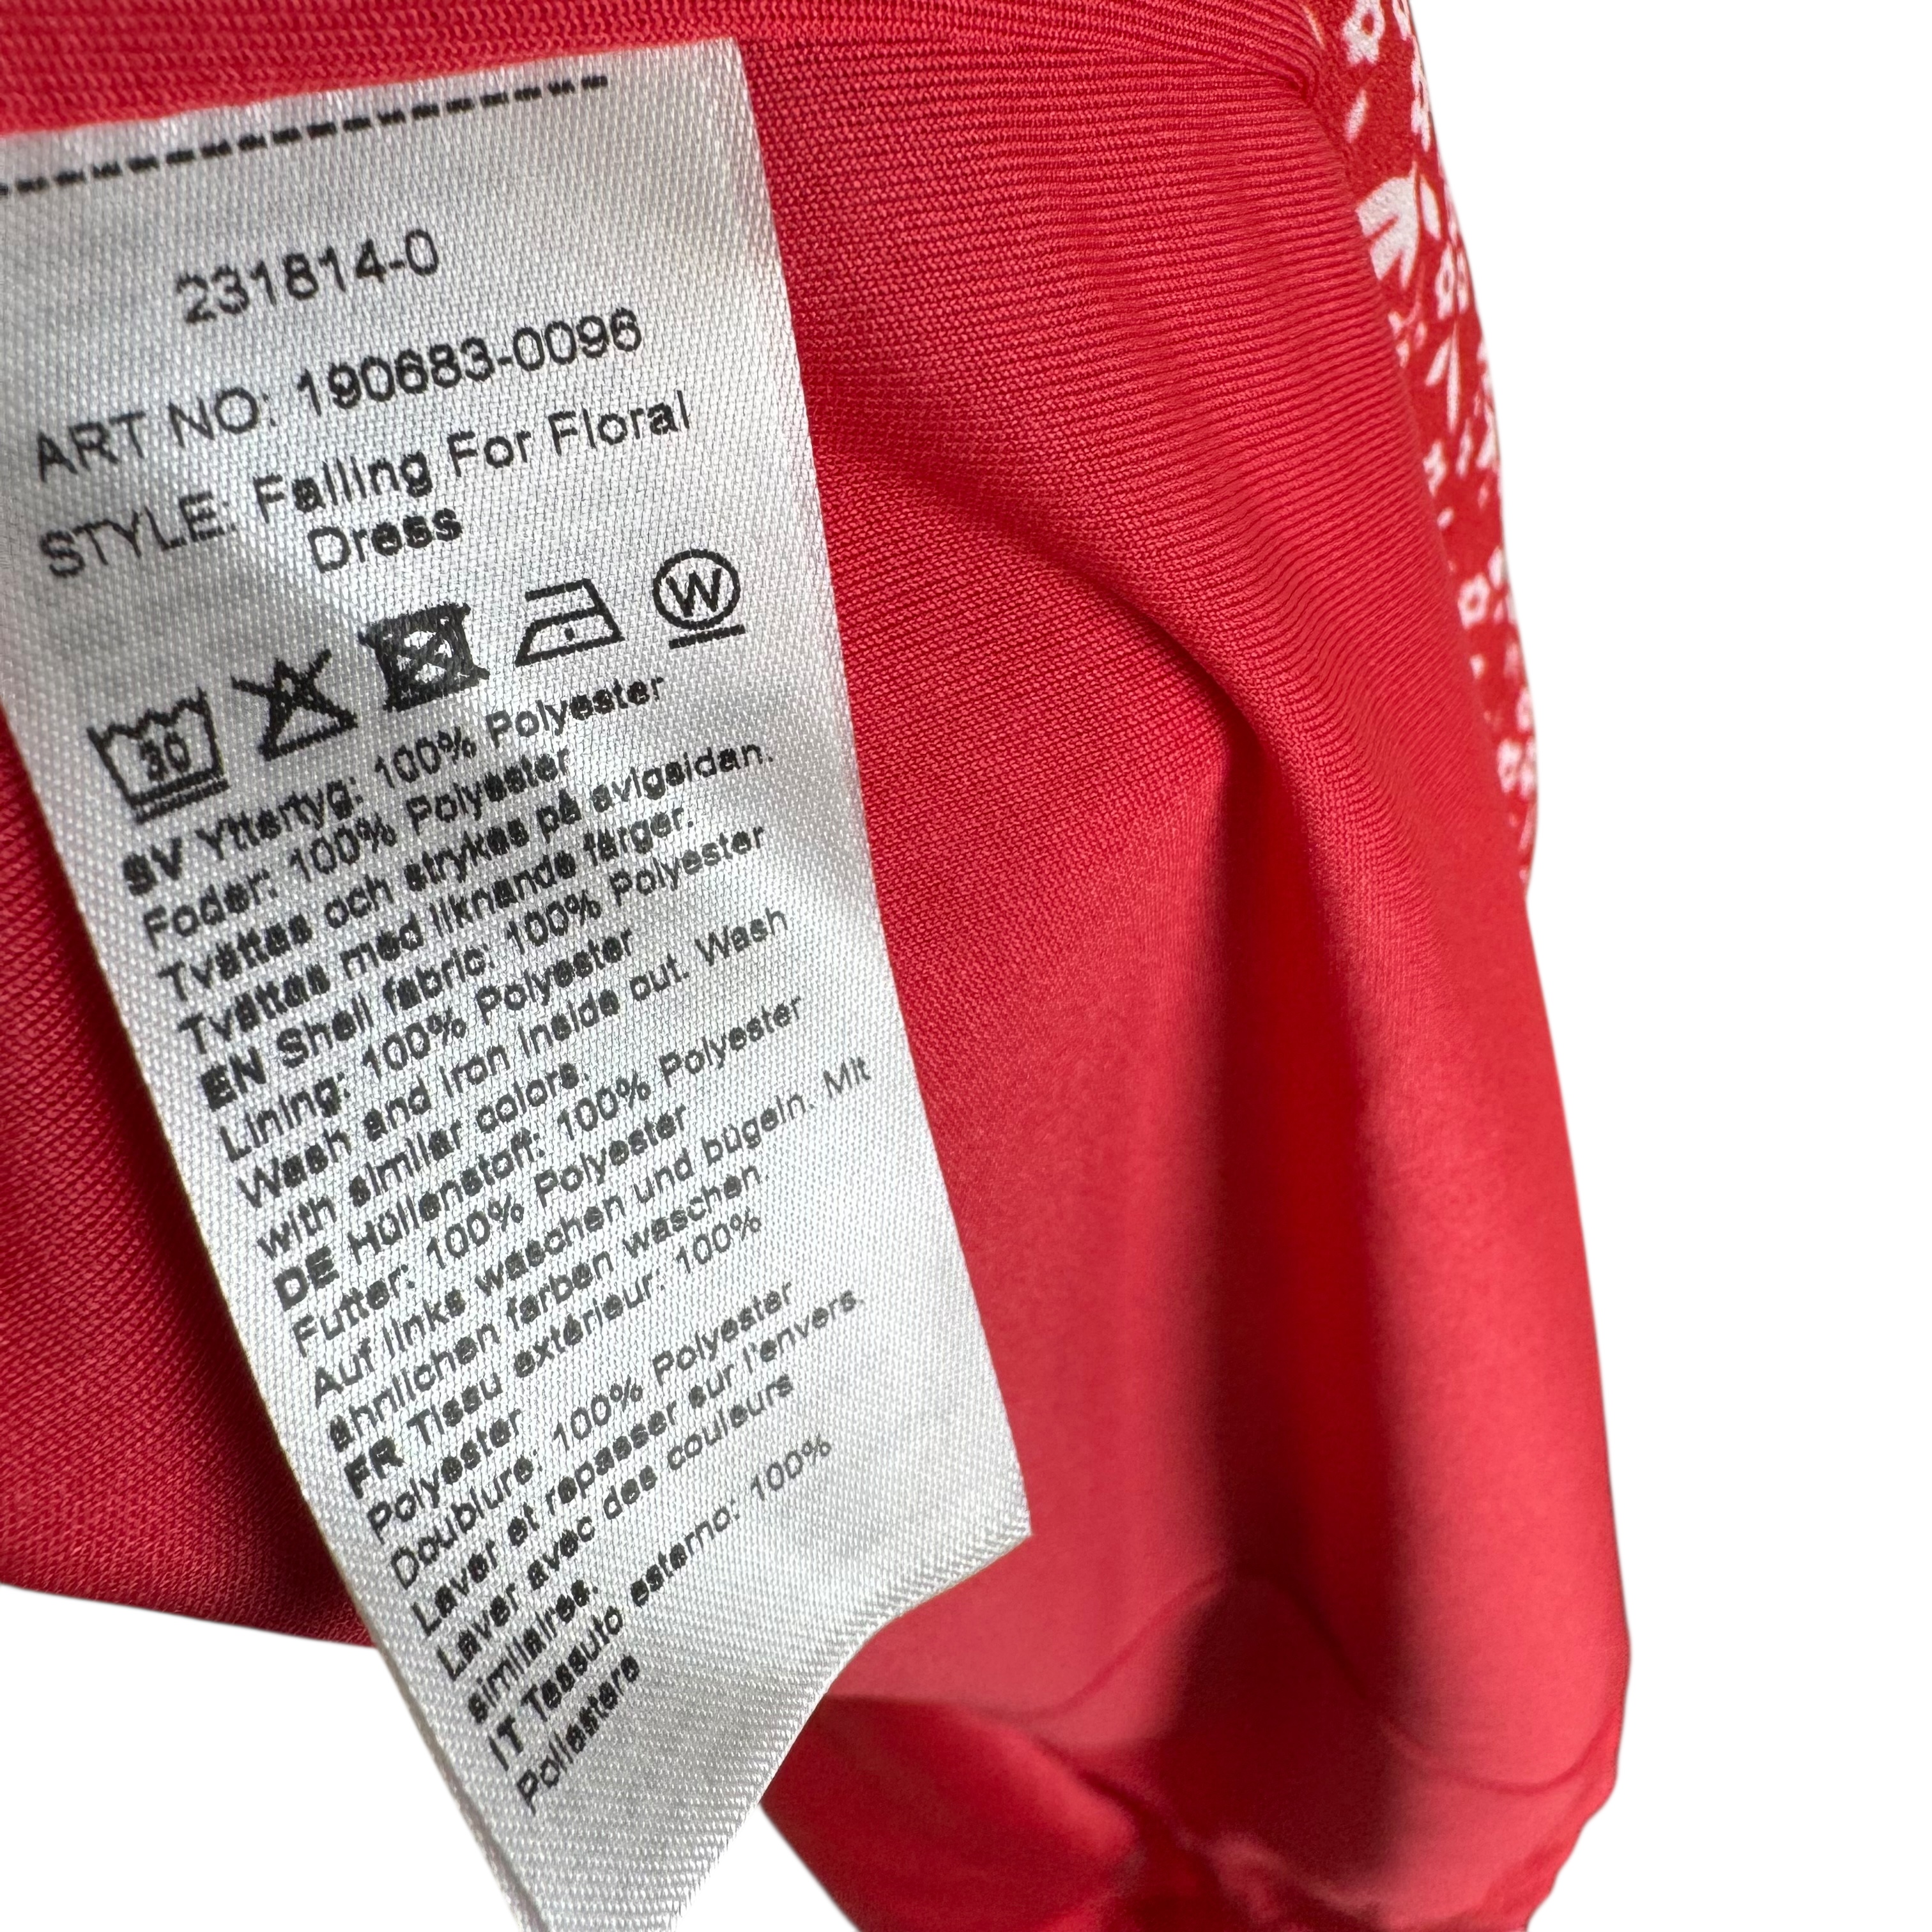 231814-0
ART NO: 190683-0096
STYLE: Falling For Floral
Dress
30
W
SV Yttertyg: 100% Polyester
Foder: 100% Polyester
Tvättas och strykes på avigsidan.
Tvättas med liknande färger.
EN Shell fabric: 100% Polyester
Lining: 100% Polyester
Wash and iron inside out. Wash
with similar colors.
DE Hüllenstoff: 100% Polyester
Futter: 100% Polyester
Auf links waschen und bügeln. Mit
ahnlichen farben waschen
FR Tissu extérieur: 100%
Polyester
Doublure: 100% Polyester
Laver et repasser sur l'envers.
Laver avec des couleurs
similaires.
IT Tessuto esterno: 100%
Poliestere